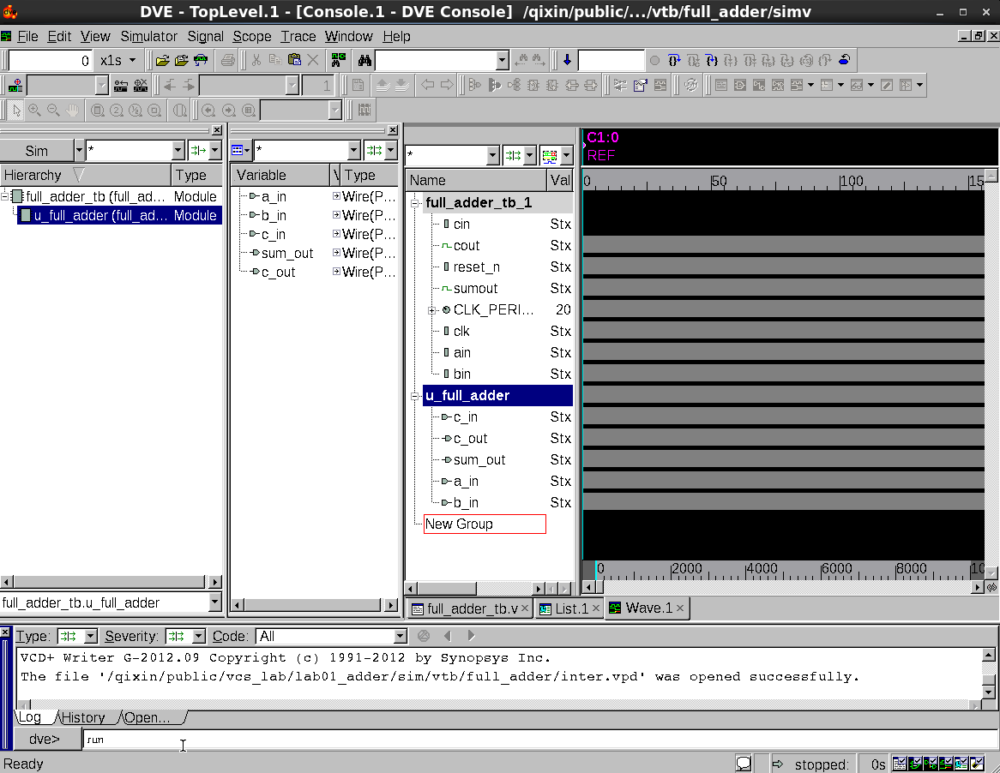 DVE - TopLevel.1 - [Console.1 - DVE Console]  /qixin/public/.../vtb/full_adder/simv
File Edit View Simulator Signal Scope Trace Window Help
0 x1s
1
Sim * * *
C1:0
REF
Hierarchy Type Variable V Type Name Val
0 50 100 15
full_adder_tb (full_ad... Module
u_full_adder (full_ad... Module
a_in Wire(P...
b_in Wire(P...
c_in Wire(P...
sum_out Wire(P...
c_out Wire(P...
full_adder_tb_1
cin Stx
cout Stx
reset_n Stx
sumout Stx
CLK_PERI... 20
clk Stx
ain Stx
bin Stx
u_full_adder
c_in Stx
c_out Stx
sum_out Stx
a_in Stx
b_in Stx
New Group
0 2000 4000 6000 8000 10
full_adder_tb.u_full_adder
full_adder_tb.v List.1 Wave.1
Type: Severity: Code: All
VCD+ Writer G-2012.09 Copyright (c) 1991-2012 by Synopsys Inc.
The file '/qixin/public/vcs_lab/lab01_adder/sim/vtb/full_adder/inter.vpd' was opened successfully.
Log History Open...
dve> run
Ready stopped: 0s